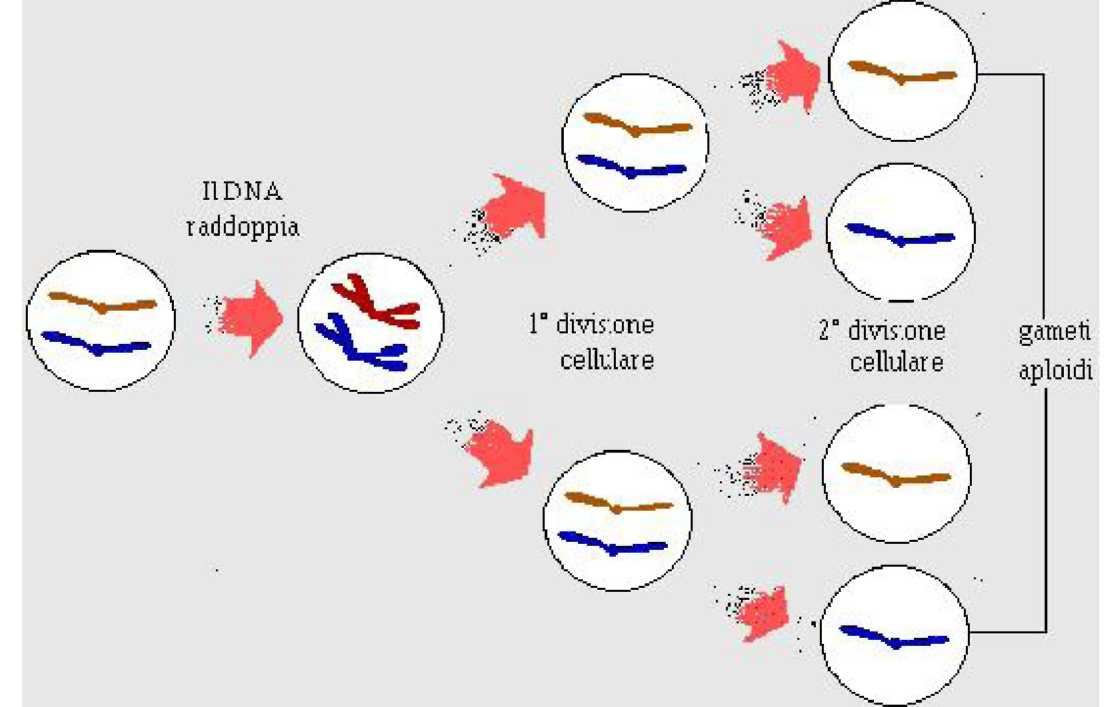 Il DNA
raddoppia
1° divisione
cellulare
2° divisione
cellulare
gameti
aploidi